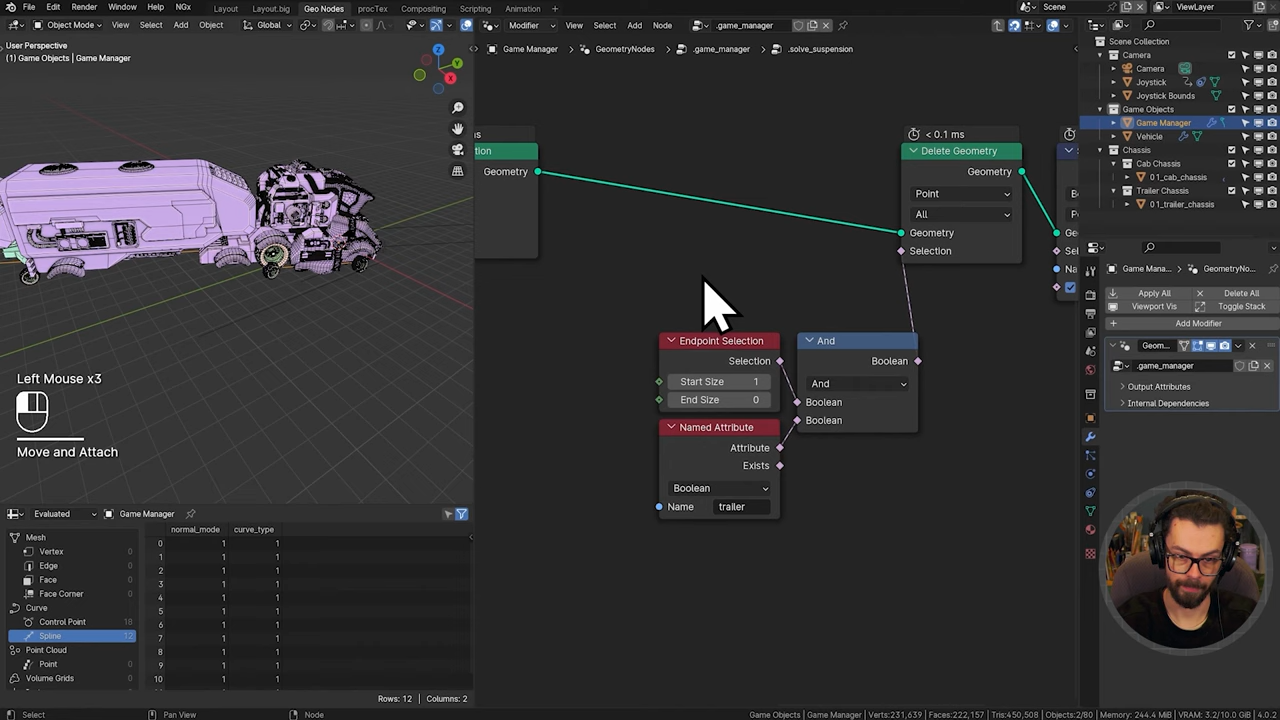 File Edit Render Window Help NGx
Layout Layout.bg Geo Nodes procTex Compositing Scripting Animation
Scene
ViewLayer
Object Mode View Select Add Object Global
Modifier View Select Add Node .game_manager
User Perspective
(1) Game Objects | Game Manager
Game Manager GeometryNodes .game_manager .solve_suspension
Scene Collection
Camera
Camera
Joystick
Joystick Bounds
Game Objects
Game Manager
Vehicle
Chassis
Cab Chassis
01_cab_chassis
Trailer Chassis
01_trailer_chassis
Z
Y
X
Geometry
< 0.1 ms
Delete Geometry
Geometry
Point
All
Geometry
Selection
Endpoint Selection
Selection
Start Size 1
End Size 0
Named Attribute
Attribute
Exists
Boolean
Name trailer
And
Boolean
And
Boolean
Boolean
Game Mana... GeometryNo...
Apply All Delete All
Viewport Vis Toggle Stack
Add Modifier
Geom...
.game_manager
Output Attributes
Internal Dependencies
Left Mouse x3
Move and Attach
Evaluated Game Manager
Mesh
Vertex 0
Edge 0
Face 0
Face Corner 0
Curve
Control Point 18
Spline 12
Point Cloud
Point 0
Volume Grids 0
normal_mode curve_type
0 1 1
1 1 1
2 1 1
3 1 1
4 1 1
5 1 1
6 1 1
7 1 1
8 1 1
9 1 1
10 1 1
Rows: 12 Columns: 2
Select Pan View Node
Game Objects | Game Manager | Verts:231,639 | Faces:222,157 | Tris:450,508 | Objects:2/80 | Memory: 244.4 MiB | VRAM: 3.2/10.0 GiB | 4.0.2